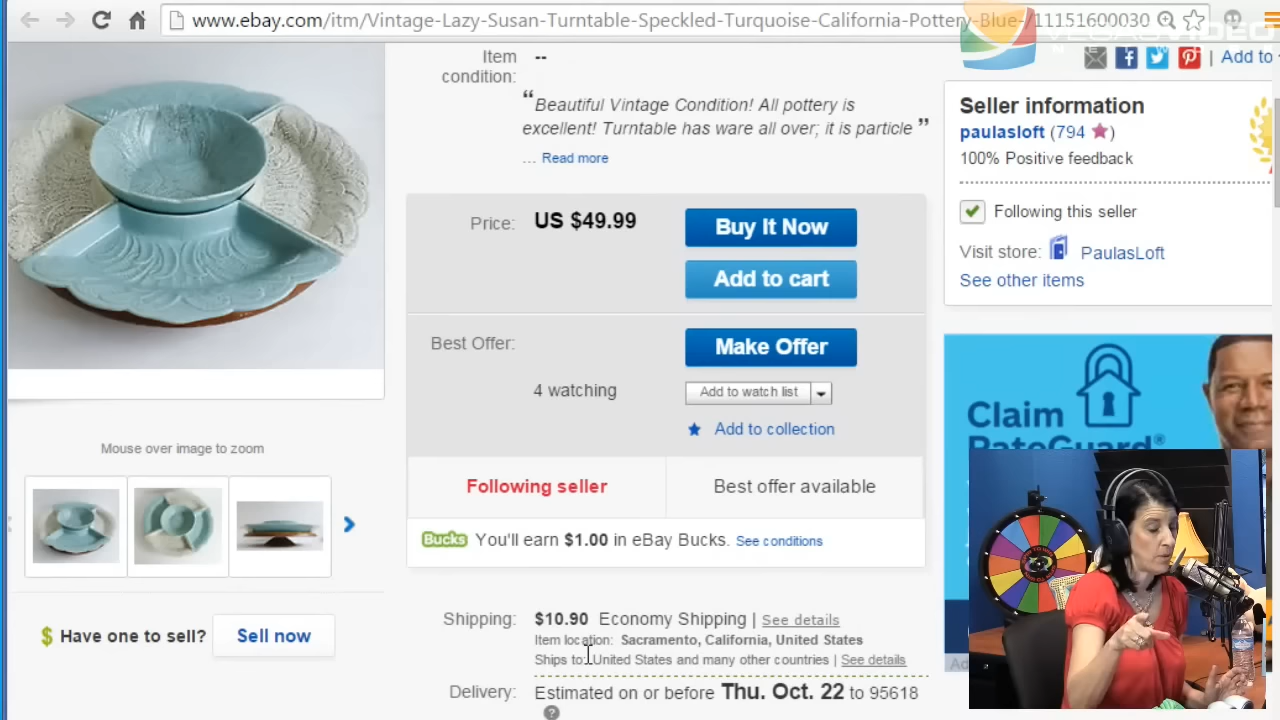 www.ebay.com/itm/Vintage-Lazy-Susan-Turntable-Speckled-Turquoise-California-Pottery-Blue-/11151600030
VEGAS VIDEO
Item
condition:
--
“Beautiful Vintage Condition! All pottery is
excellent! Turntable has ware all over; it is particle ”
... Read more
Price:
US $49.99
Buy It Now
Add to cart
Best Offer:
Make Offer
4 watching
Add to watch list
Add to collection
Following seller
Best offer available
Bucks You'll earn $1.00 in eBay Bucks. See conditions
Shipping: $10.90 Economy Shipping | See details
Item location: Sacramento, California, United States
Ships to: United States and many other countries | See details
Delivery: Estimated on or before Thu. Oct. 22 to 95618
?
Mouse over image to zoom
$ Have one to sell? Sell now
| Add to
Seller information
paulasloft (794 ★)
100% Positive feedback
Following this seller
Visit store: PaulasLoft
See other items
Claim
RateGuard®